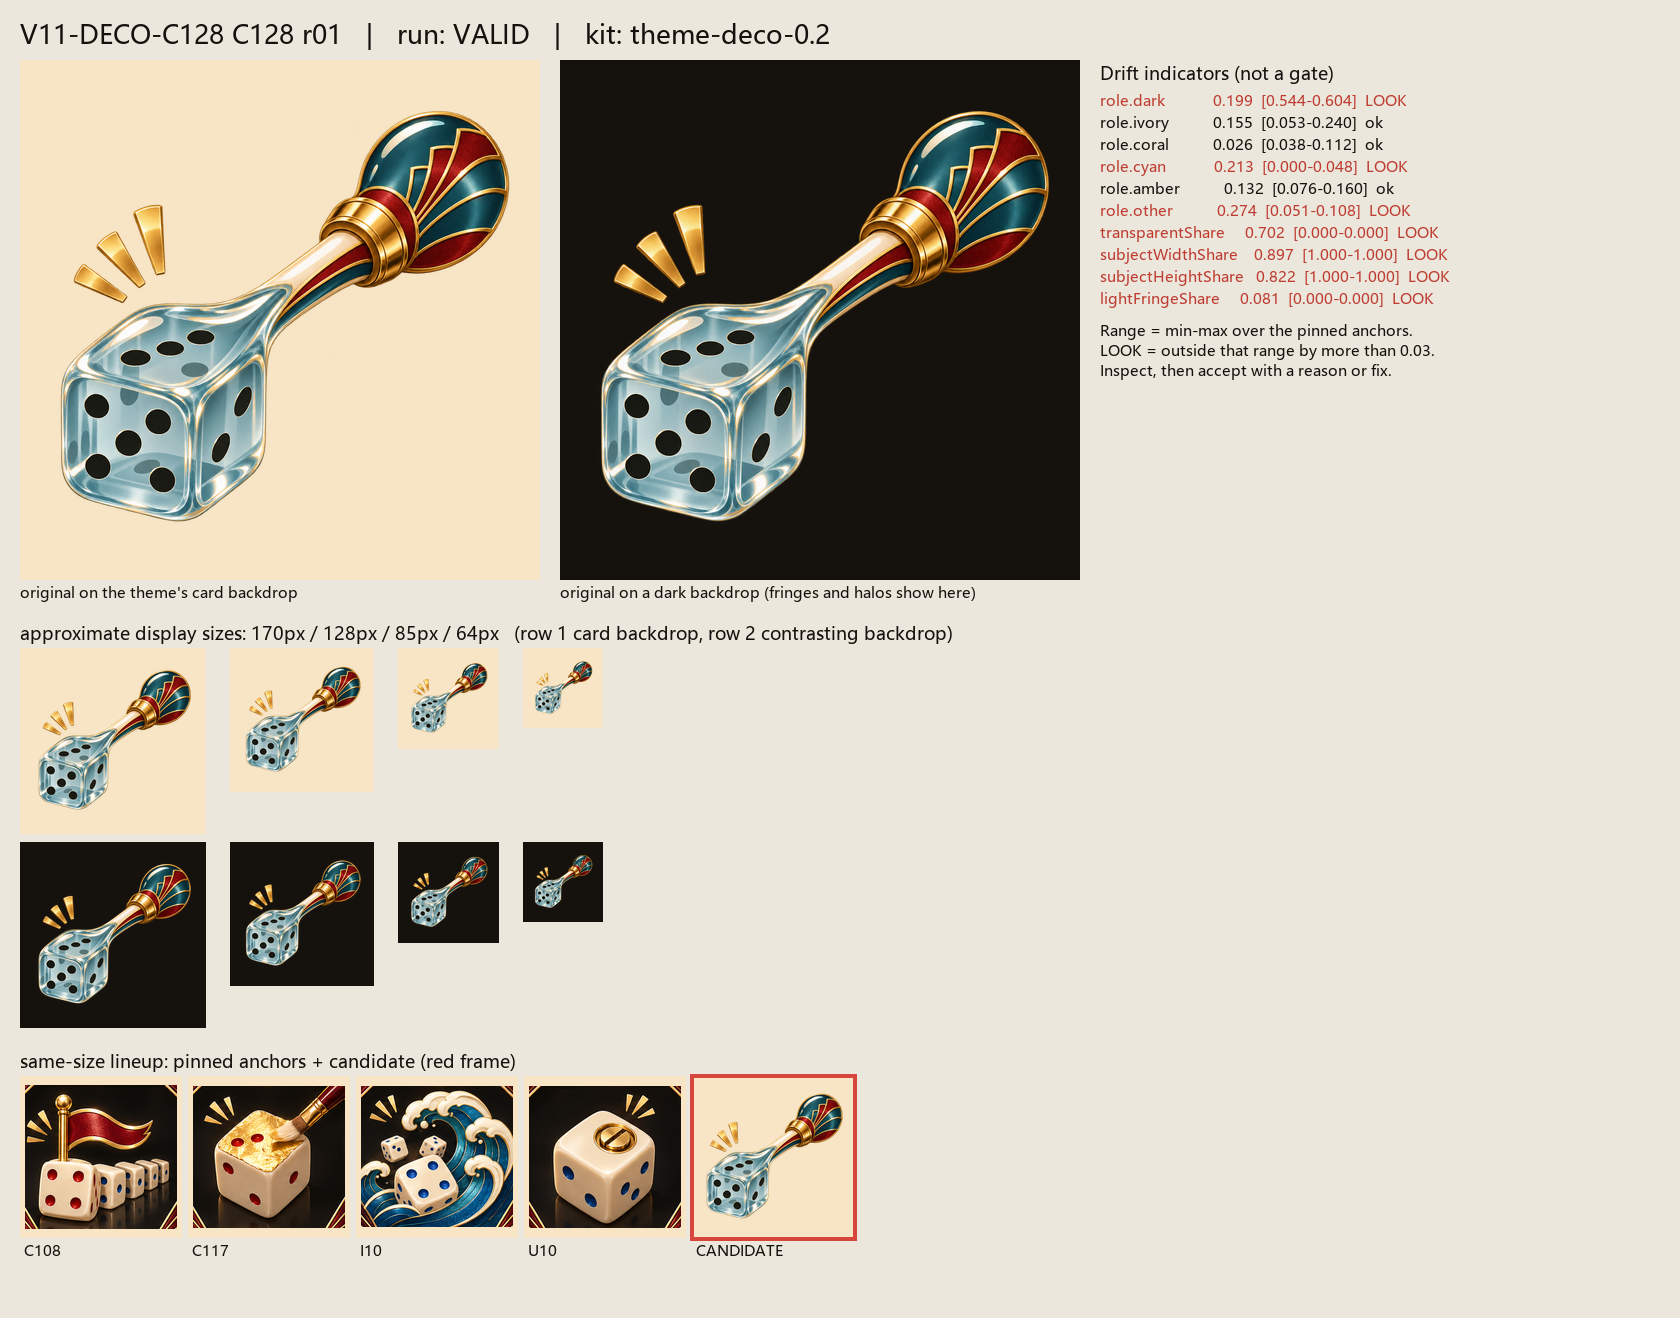 V11-DECO-C128 C128 r01 | run: VALID | kit: theme-deco-0.2
Drift indicators (not a gate)
role.dark 0.199 [0.544-0.604] LOOK
role.ivory 0.155 [0.053-0.240] ok
role.coral 0.026 [0.038-0.112] ok
role.cyan 0.213 [0.000-0.048] LOOK
role.amber 0.132 [0.076-0.160] ok
role.other 0.274 [0.051-0.108] LOOK
transparentShare 0.702 [0.000-0.000] LOOK
subjectWidthShare 0.897 [1.000-1.000] LOOK
subjectHeightShare 0.822 [1.000-1.000] LOOK
lightFringeShare 0.081 [0.000-0.000] LOOK
Range = min-max over the pinned anchors.
LOOK = outside that range by more than 0.03.
Inspect, then accept with a reason or fix.
original on the theme's card backdrop
original on a dark backdrop (fringes and halos show here)
approximate display sizes: 170px / 128px / 85px / 64px (row 1 card backdrop, row 2 contrasting backdrop)
same-size lineup: pinned anchors + candidate (red frame)
C108
C117
I10
U10
CANDIDATE